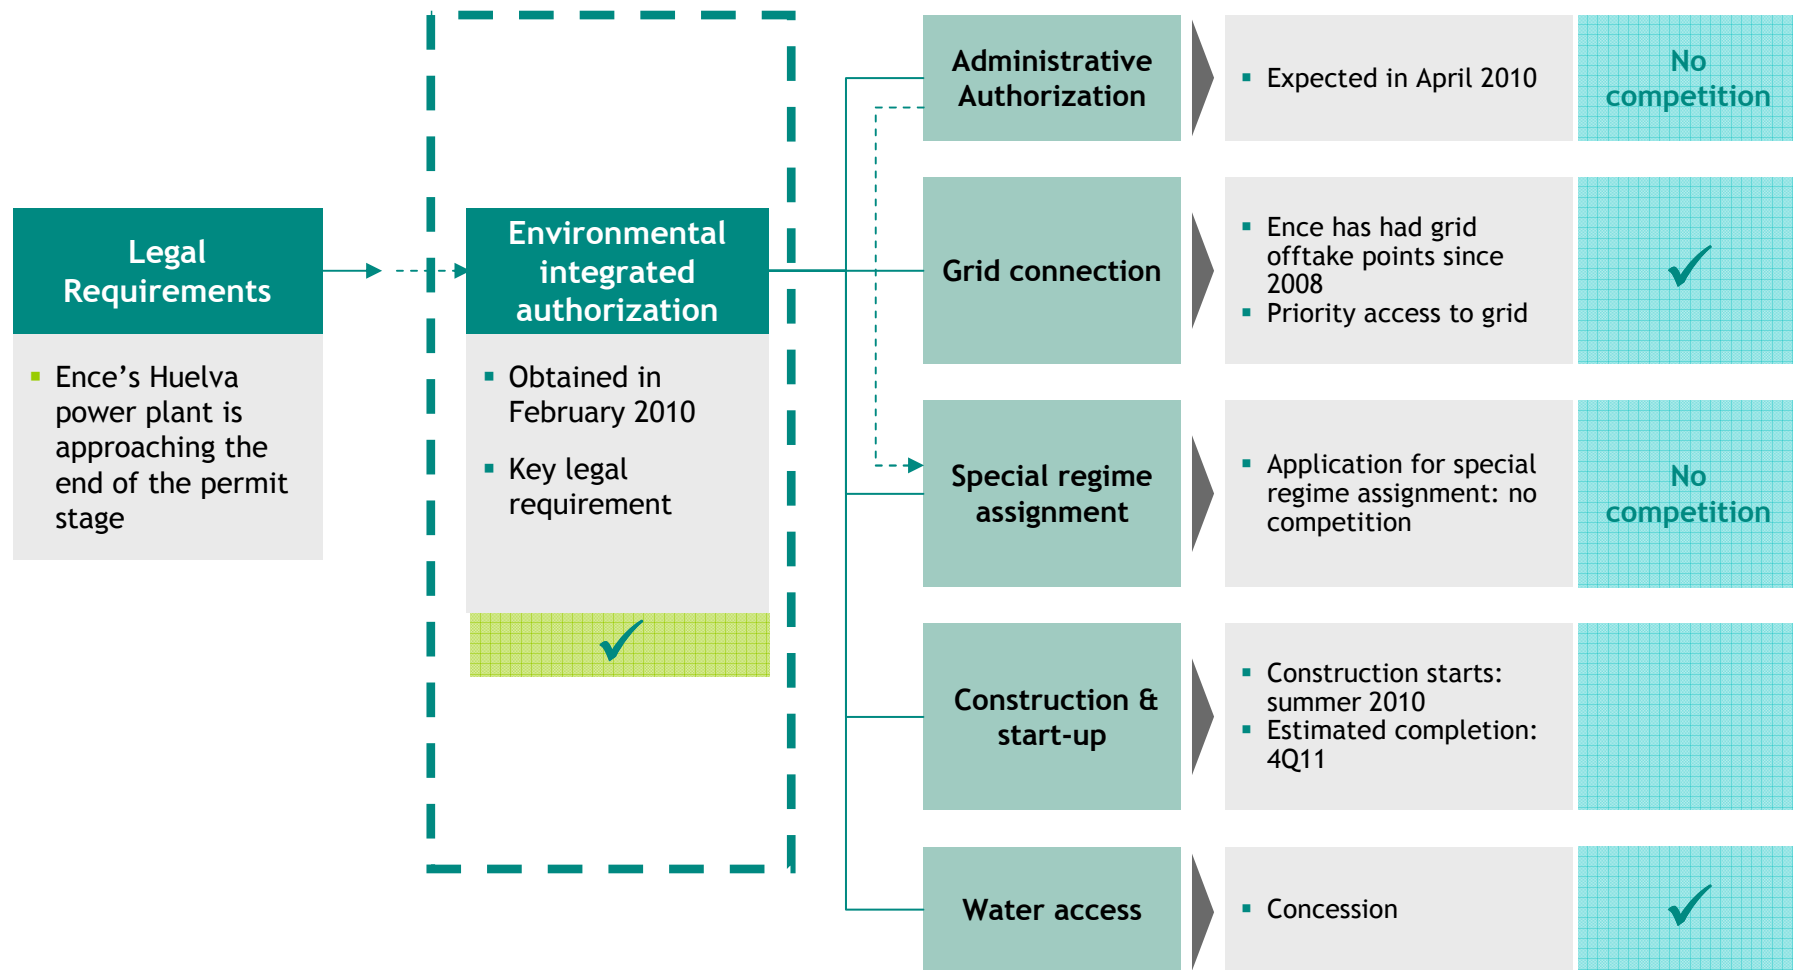 Legal
Requirements
▪ Ence’s Huelva
power plant is
approaching the
end of the permit
stage
Environmental
integrated
authorization
▪ Obtained in
February 2010
▪ Key legal
requirement
✓
Administrative
Authorization
▪ Expected in April 2010
No
competition
Grid connection
▪ Ence has had grid
offtake points since
2008
▪ Priority access to grid
✓
Special regime
assignment
▪ Application for special
regime assignment: no
competition
No
competition
Construction &
start-up
▪ Construction starts:
summer 2010
▪ Estimated completion:
4Q11
Water access
▪ Concession
✓